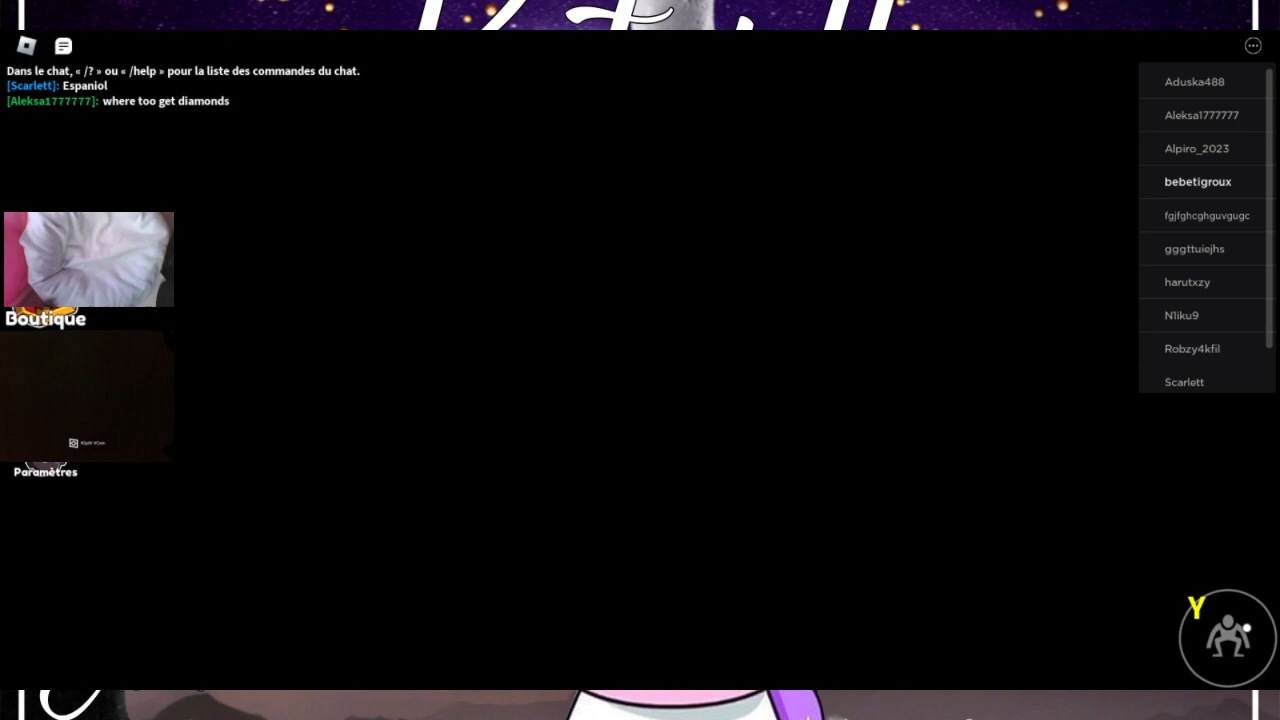 Dans le chat, « /? » ou « /help » pour la liste des commandes du chat.
[Scarlett]: Espaniol
[Aleksa1777777]: where too get diamonds
Aduska488
Aleksa1777777
Alpiro_2023
bebetigroux
fgjfghcghguvgugc
gggttuiejhs
harutxzy
N1iku9
Robzy4kfil
Scarlett
Boutique
Paramètres
Y